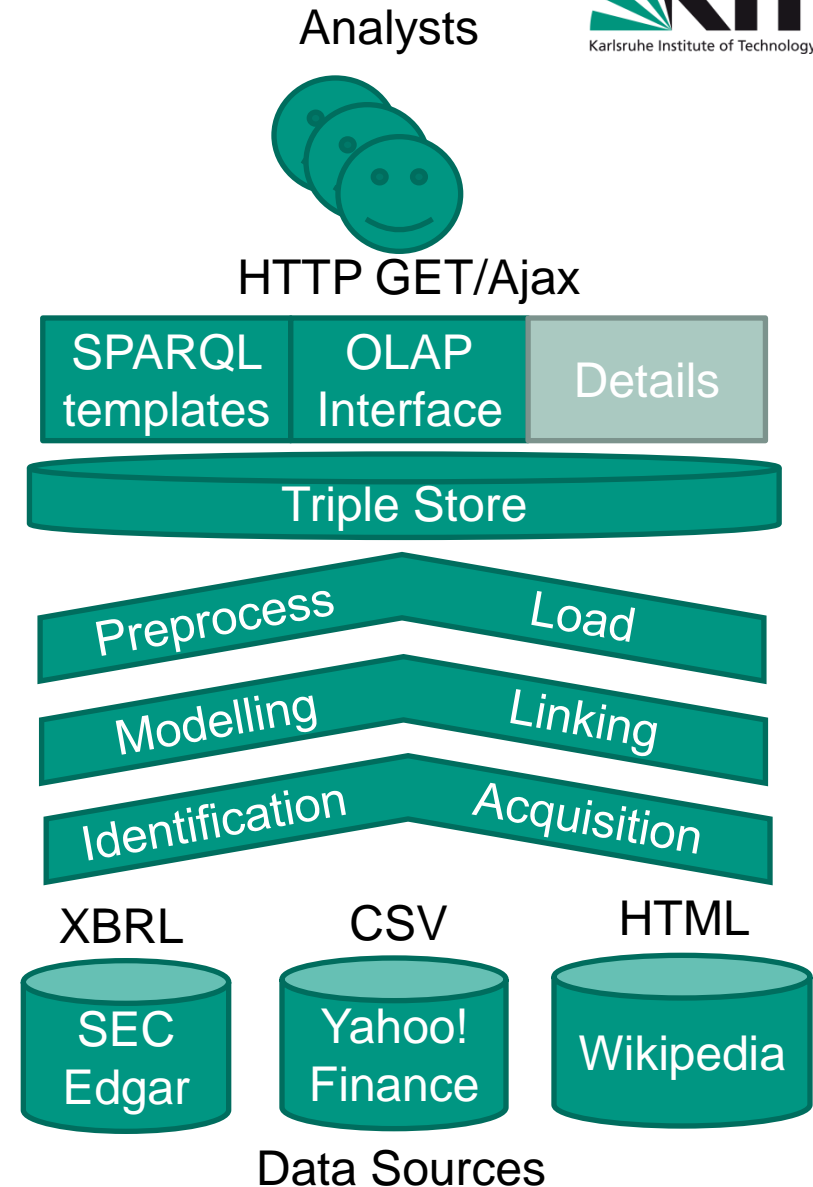 Analysts
KIT
Karlsruhe Institute of Technology
HTTP GET/Ajax
SPARQL
templates
OLAP
Interface
Details
Triple Store
Preprocess
Load
Modelling
Linking
Identification
Acquisition
XBRL
CSV
HTML
SEC
Edgar
Yahoo!
Finance
Wikipedia
Data Sources